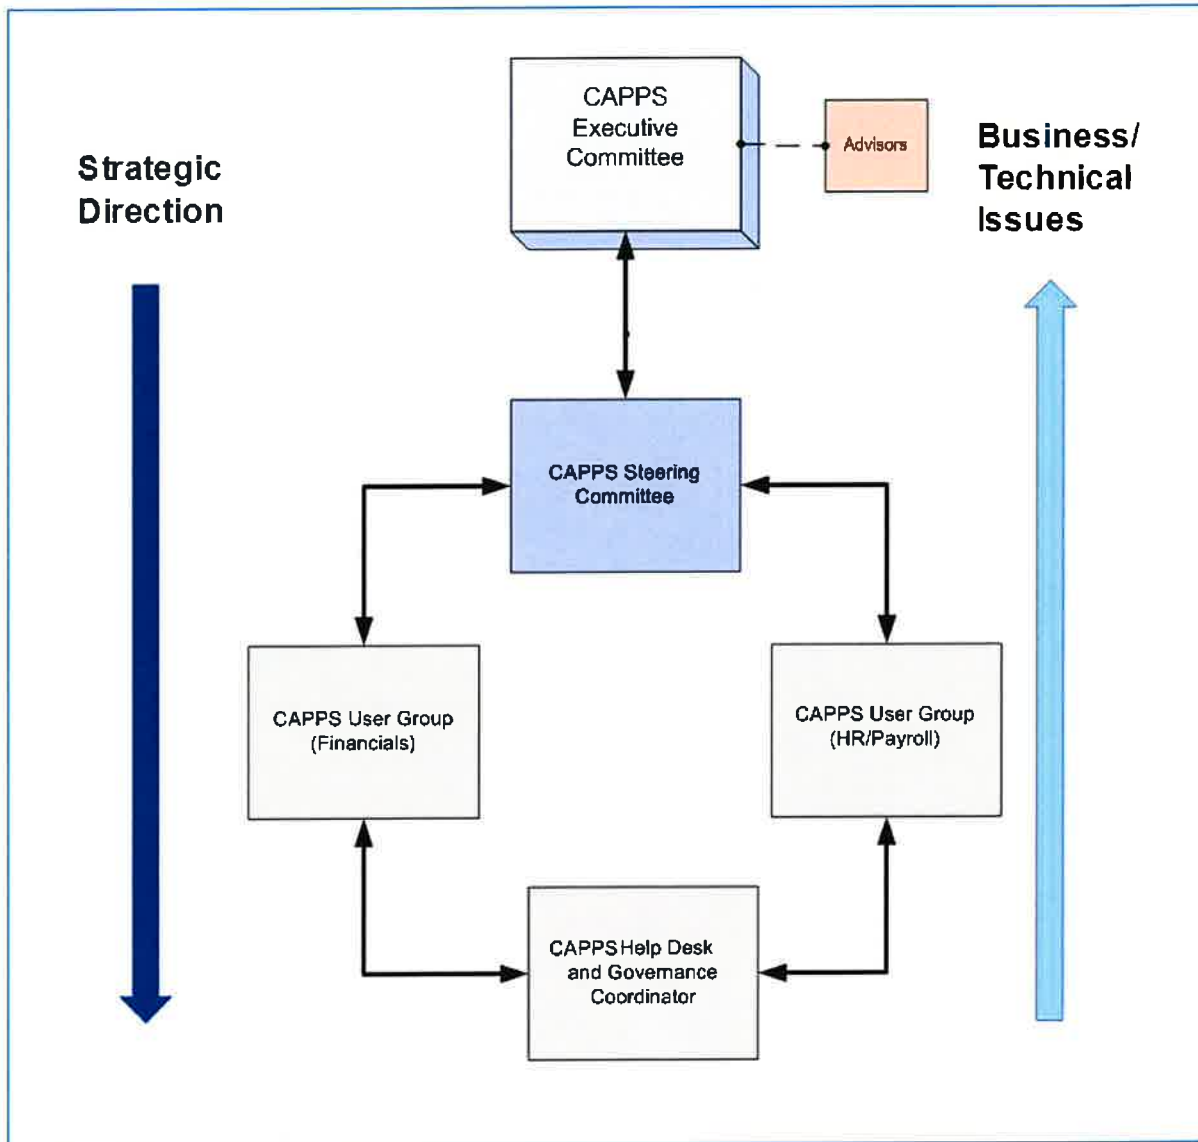 CAPPS
Executive
Committee
Advisors
Strategic
Direction
Business/
Technical
Issues
CAPPS Steering
Committee
CAPPS User Group
(Financials)
CAPPS User Group
(HR/Payroll)
CAPPS Help Desk
and Governance
Coordinator